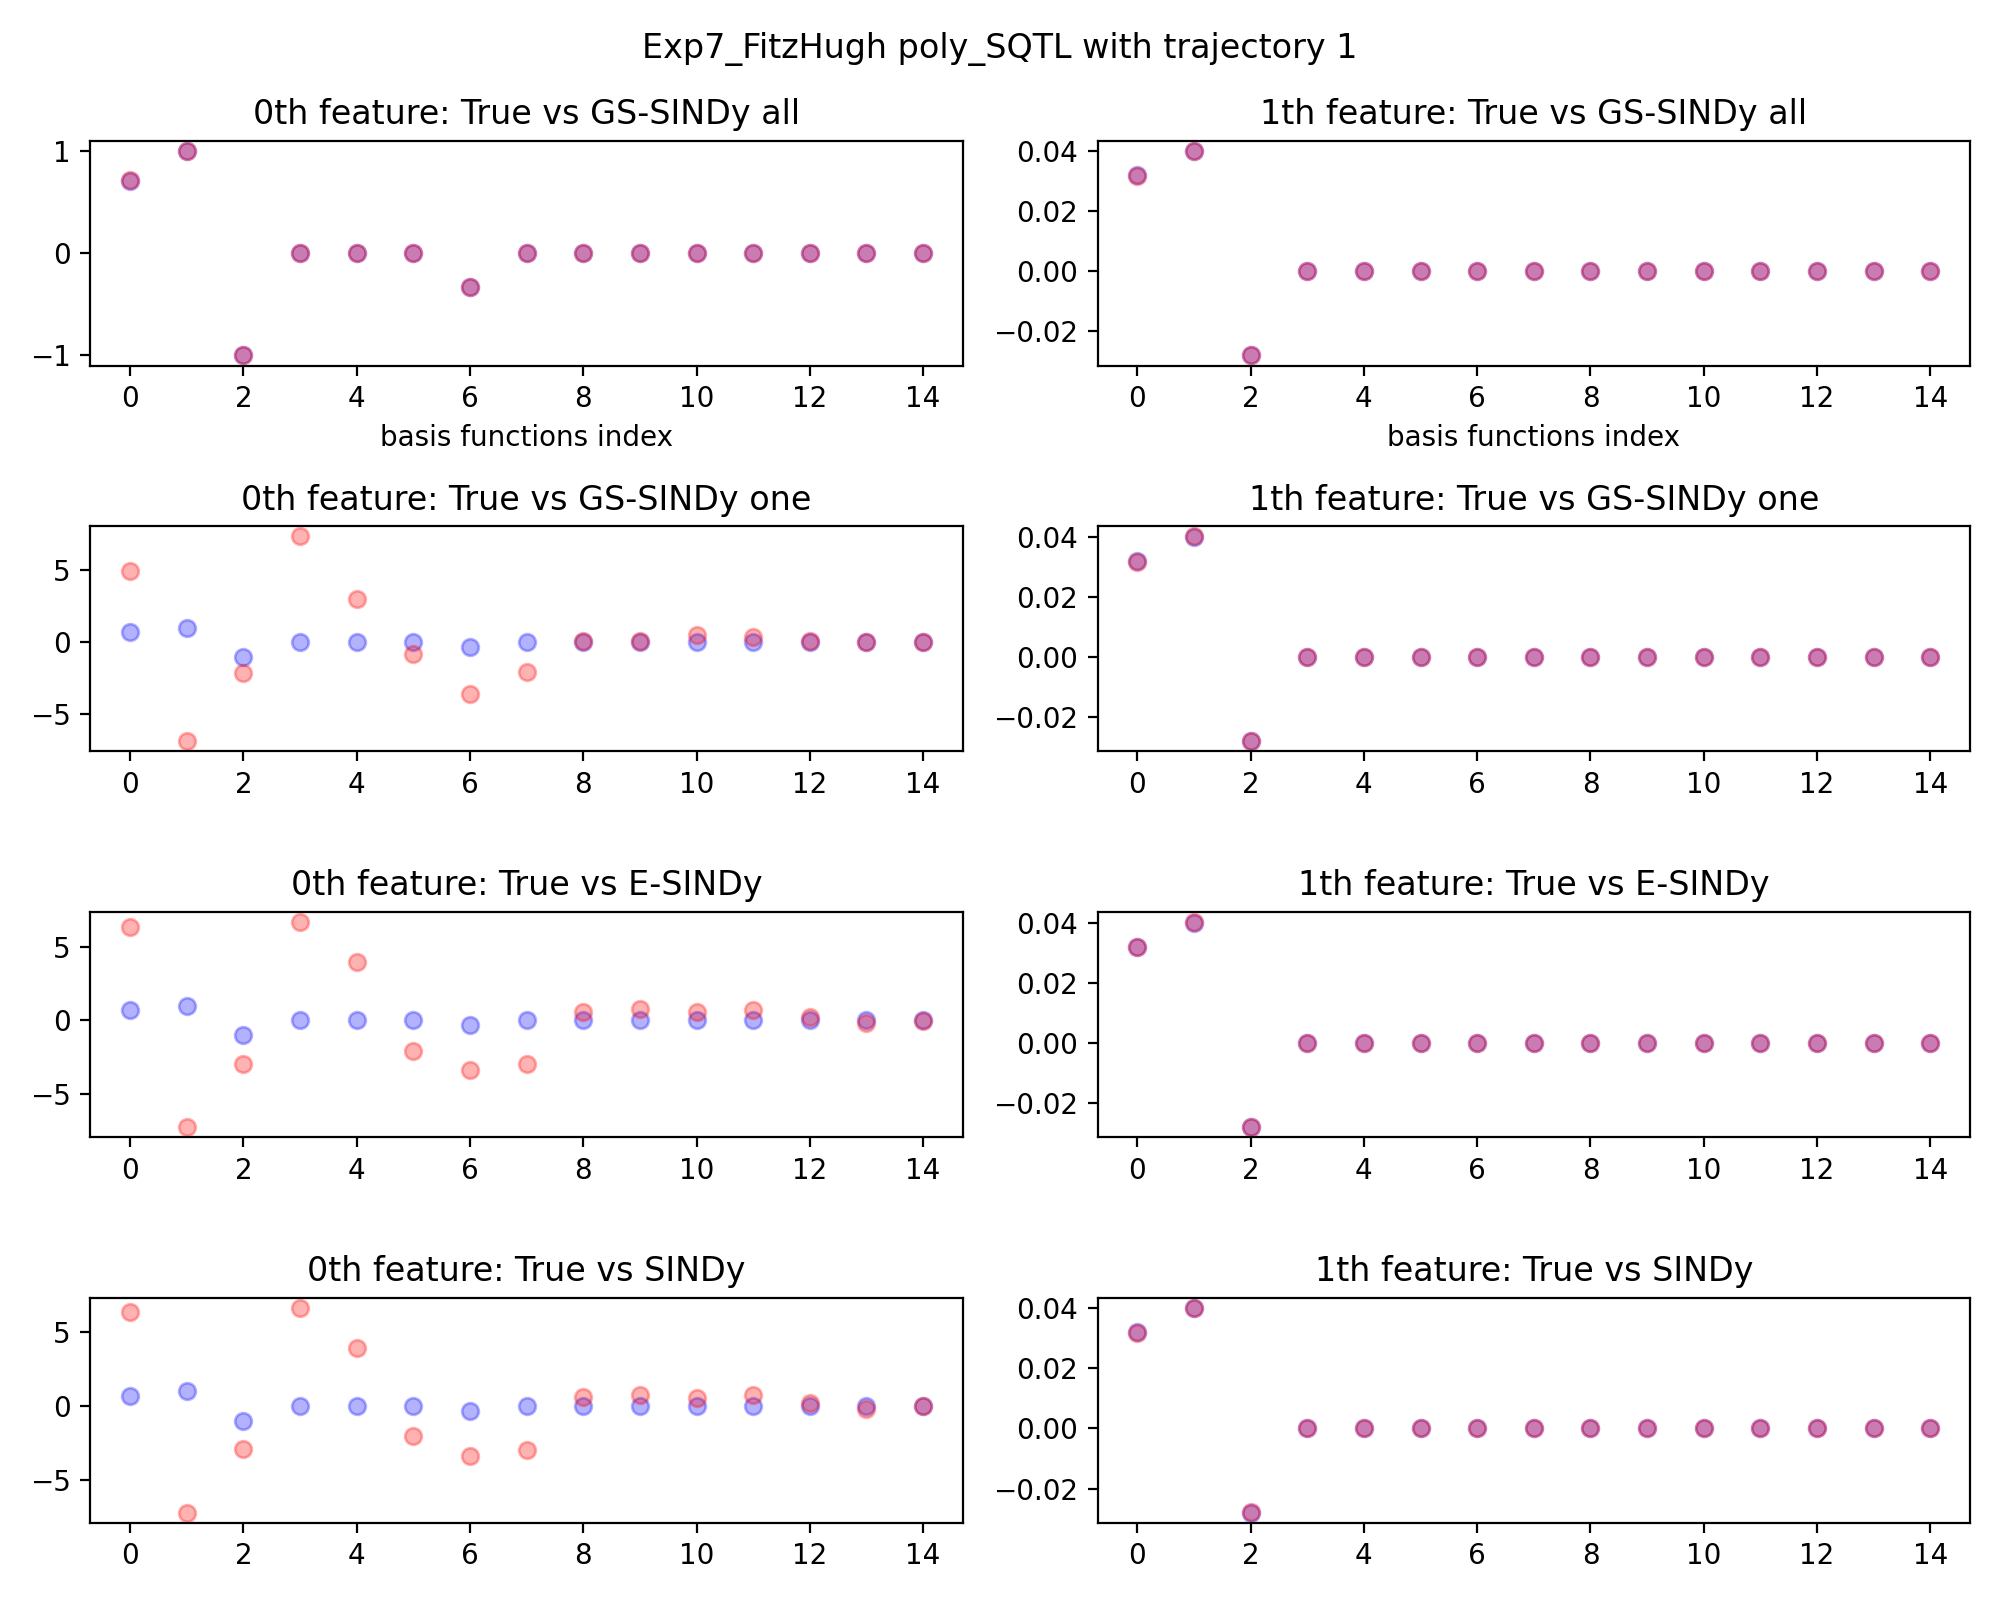 Exp7_FitzHugh poly_SQTL with trajectory 1
0th feature: True vs GS-SINDy all
1
0
−1
0 2 4 6 8 10 12 14
basis functions index
1th feature: True vs GS-SINDy all
0.04
0.02
0.00
−0.02
0 2 4 6 8 10 12 14
basis functions index
0th feature: True vs GS-SINDy one
5
0
−5
0 2 4 6 8 10 12 14
1th feature: True vs GS-SINDy one
0.04
0.02
0.00
−0.02
0 2 4 6 8 10 12 14
0th feature: True vs E-SINDy
5
0
−5
0 2 4 6 8 10 12 14
1th feature: True vs E-SINDy
0.04
0.02
0.00
−0.02
0 2 4 6 8 10 12 14
0th feature: True vs SINDy
5
0
−5
0 2 4 6 8 10 12 14
1th feature: True vs SINDy
0.04
0.02
0.00
−0.02
0 2 4 6 8 10 12 14